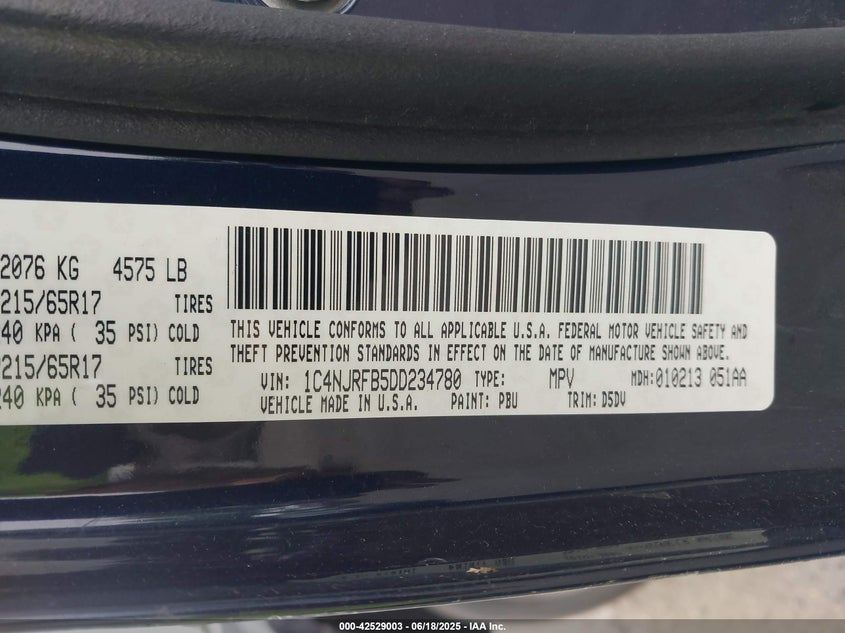 2076 KG 4575 LB
215/65R17 TIRES
40 KPA ( 35 PSI) COLD
215/65R17 TIRES
240 KPA ( 35 PSI) COLD
THIS VEHICLE CONFORMS TO ALL APPLICABLE U.S.A. FEDERAL MOTOR VEHICLE SAFETY AND
THEFT PREVENTION STANDARDS IN EFFECT ON THE DATE OF MANUFACTURE SHOWN ABOVE.
VIN: 1C4NJRFB5DD234780 TYPE: MPV MDH:010213 051AA
VEHICLE MADE IN U.S.A. PAINT: PBU TRIM: D5DV
000-42529003 - 06/18/2025 - IAA Inc.